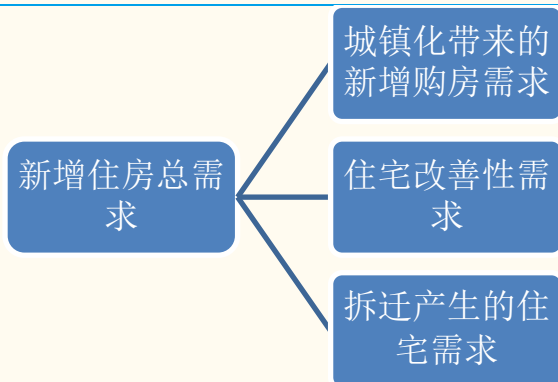 新增住房总需
求
城镇化带来的
新增购房需求
住宅改善性需
求
拆迁产生的住
宅需求